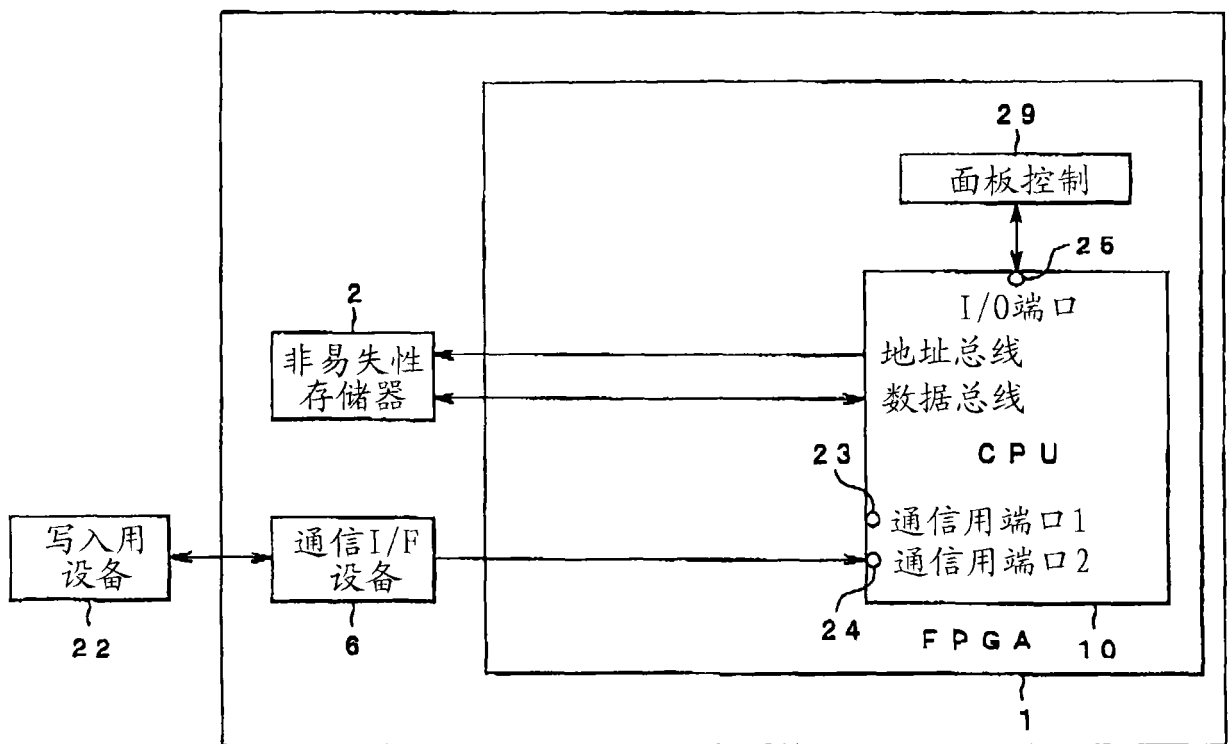 29
面板控制
25
I/O端口
2
非易失性
存储器
地址总线
数据总线
CPU
23
通信用端口1
写入用
设备
通信I/F
设备
通信用端口2
22
6
24
FPGA
10
1